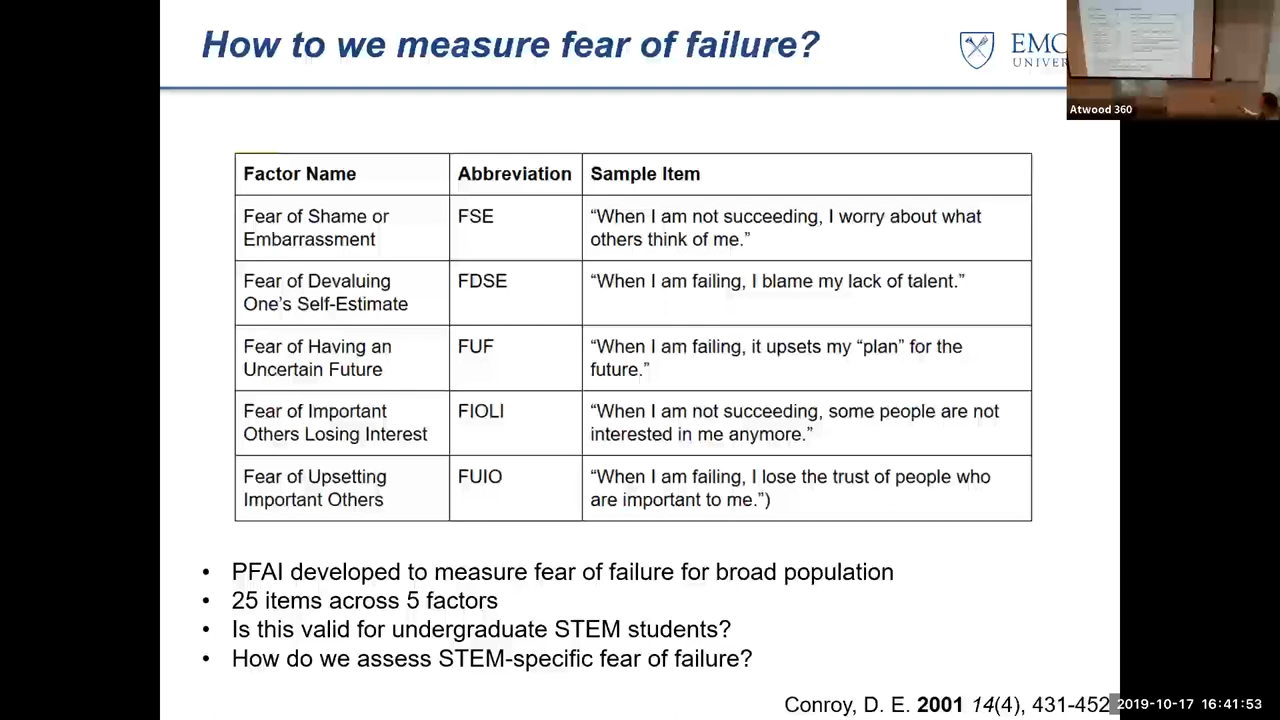 How to we measure fear of failure?
EMO
UNIVER
Atwood 360
Factor Name Abbreviation Sample Item
Fear of Shame or
Embarrassment
FSE
“When I am not succeeding, I worry about what
others think of me.”
Fear of Devaluing
One’s Self-Estimate
FDSE
“When I am failing, I blame my lack of talent.”
Fear of Having an
Uncertain Future
FUF
“When I am failing, it upsets my “plan” for the
future.”
Fear of Important
Others Losing Interest
FIOLI
“When I am not succeeding, some people are not
interested in me anymore.”
Fear of Upsetting
Important Others
FUIO
“When I am failing, I lose the trust of people who
are important to me.”)
• PFAI developed to measure fear of failure for broad population
• 25 items across 5 factors
• Is this valid for undergraduate STEM students?
• How do we assess STEM-specific fear of failure?
Conroy, D. E. 2001 14(4), 431-452
2019-10-17 16:41:53